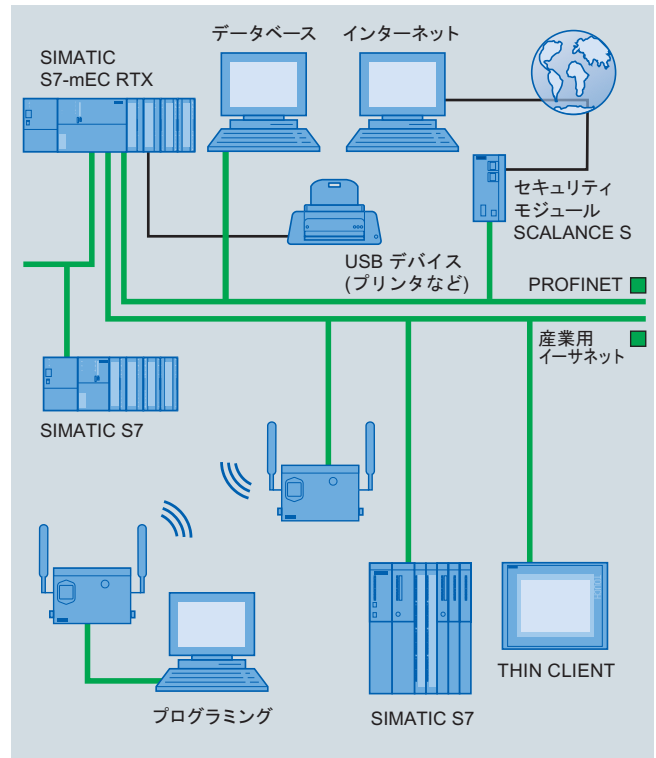 SIMATIC
S7-mEC RTX
データベース
インターネット
セキュリティ
モジュール
SCALANCE S
USB デバイス
(プリンタなど)
PROFINET
産業用
イーサネット
SIMATIC S7
プログラミング
SIMATIC S7
THIN CLIENT